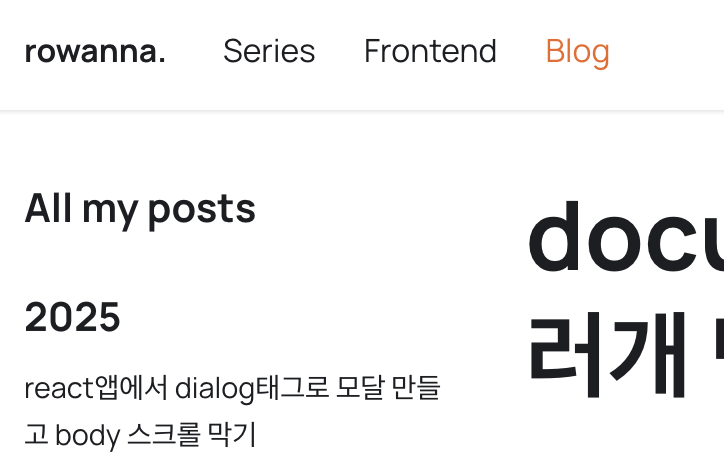 rowanna. Series Frontend Blog
All my posts
2025
react앱에서 dialog태그로 모달 만들
고 body 스크롤 막기
docu
러개